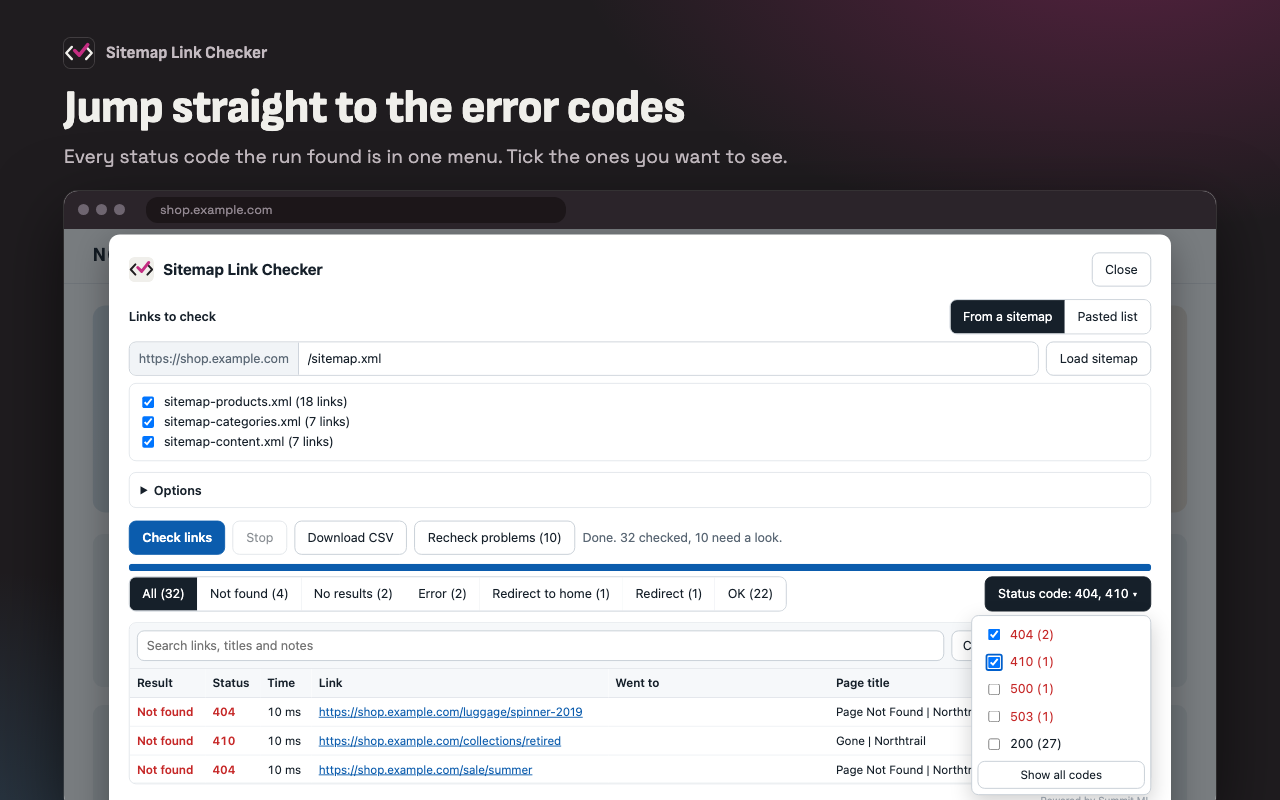 Sitemap Link Checker
Jump straight to the error codes
Every status code the run found is in one menu. Tick the ones you want to see.
shop.example.com
Sitemap Link Checker
Close
Links to check
From a sitemap
Pasted list
https://shop.example.com
/sitemap.xml
Load sitemap
sitemap-products.xml (18 links)
sitemap-categories.xml (7 links)
sitemap-content.xml (7 links)
Options
Check links
Stop
Download CSV
Recheck problems (10)
Done. 32 checked, 10 need a look.
All (32)
Not found (4)
No results (2)
Error (2)
Redirect to home (1)
Redirect (1)
OK (22)
Status code: 404, 410
Search links, titles and notes
404 (2)
410 (1)
500 (1)
503 (1)
200 (27)
Show all codes
Result Status Time Link Went to Page title
Not found 404 10 ms https://shop.example.com/luggage/spinner-2019 Page Not Found |
Not found 410 10 ms https://shop.example.com/collections/retired Gone | Northtrail
Not found 404 10 ms https://shop.example.com/sale/summer Page Not Found |